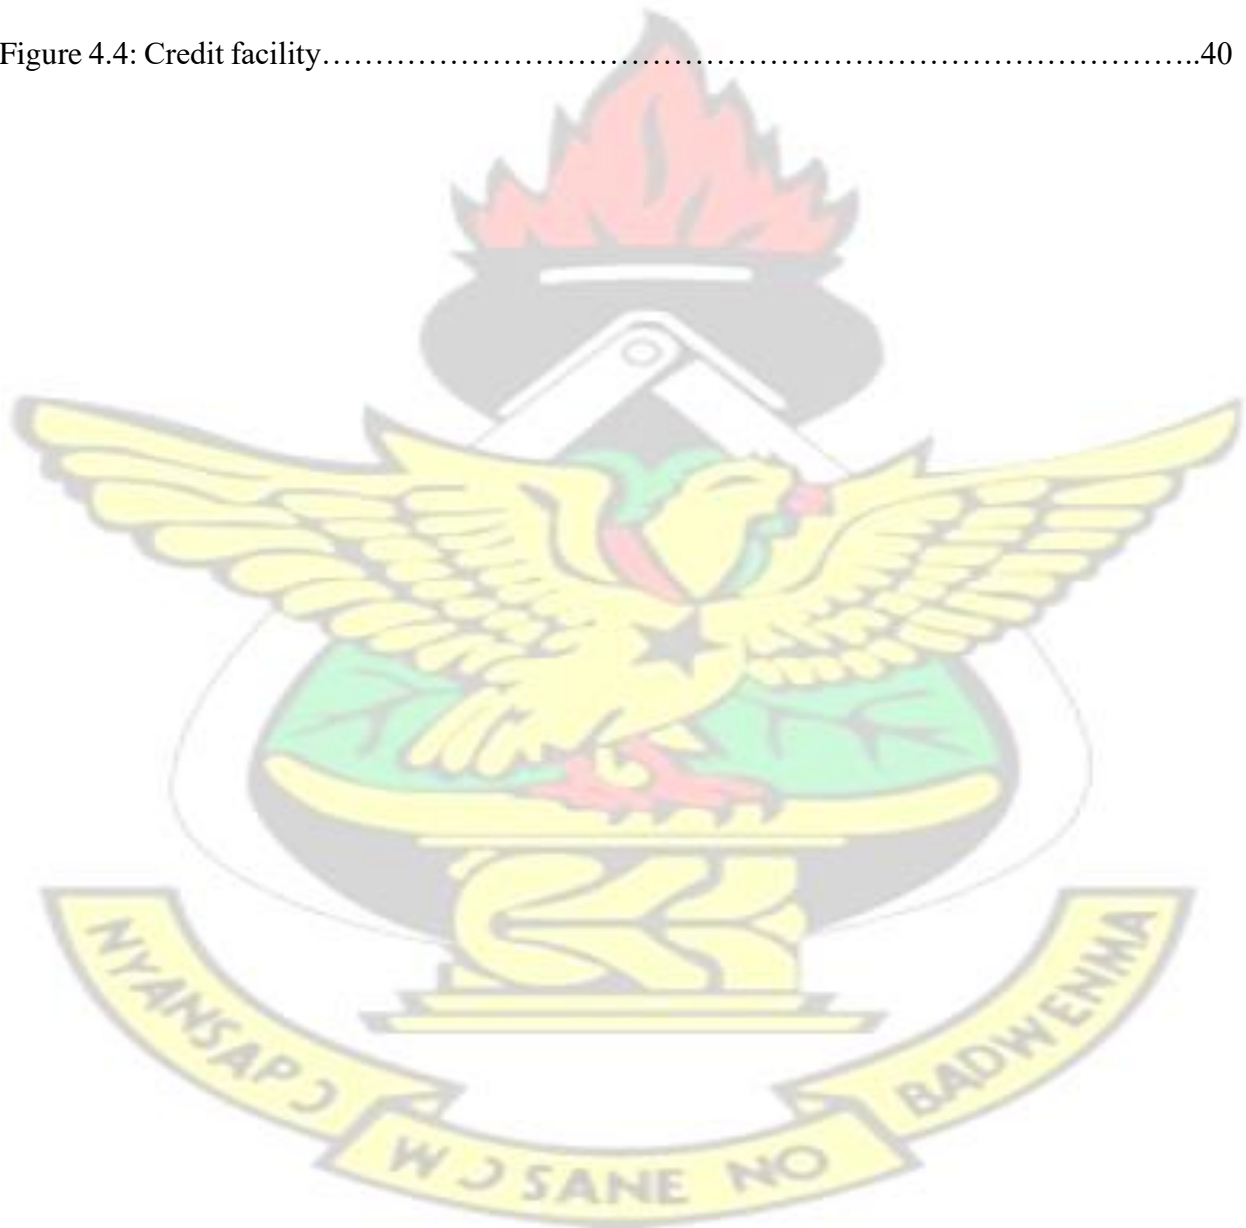 Figure 4.4: Credit facility………………………………………………………………………..40
NYANSAPƆ
WƆSANE NO
BADWENMA